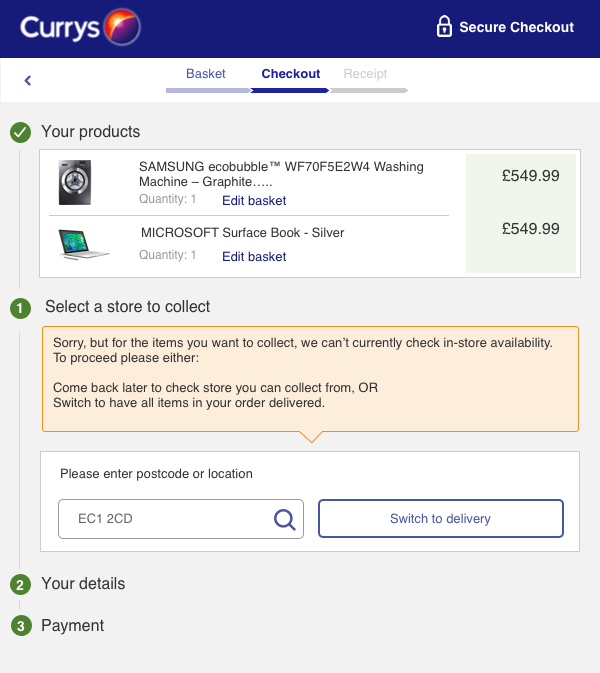 Currys
Secure Checkout
Basket
Checkout
Receipt
Your products
SAMSUNG ecobubble™ WF70F5E2W4 Washing
Machine – Graphite…..
£549.99
Quantity: 1
Edit basket
MICROSOFT Surface Book - Silver
£549.99
Quantity: 1
Edit basket
1
Select a store to collect
Sorry, but for the items you want to collect, we can’t currently check in-store availability.
To proceed please either:
Come back later to check store you can collect from, OR
Switch to have all items in your order delivered.
Please enter postcode or location
EC1 2CD
Switch to delivery
2
Your details
3
Payment